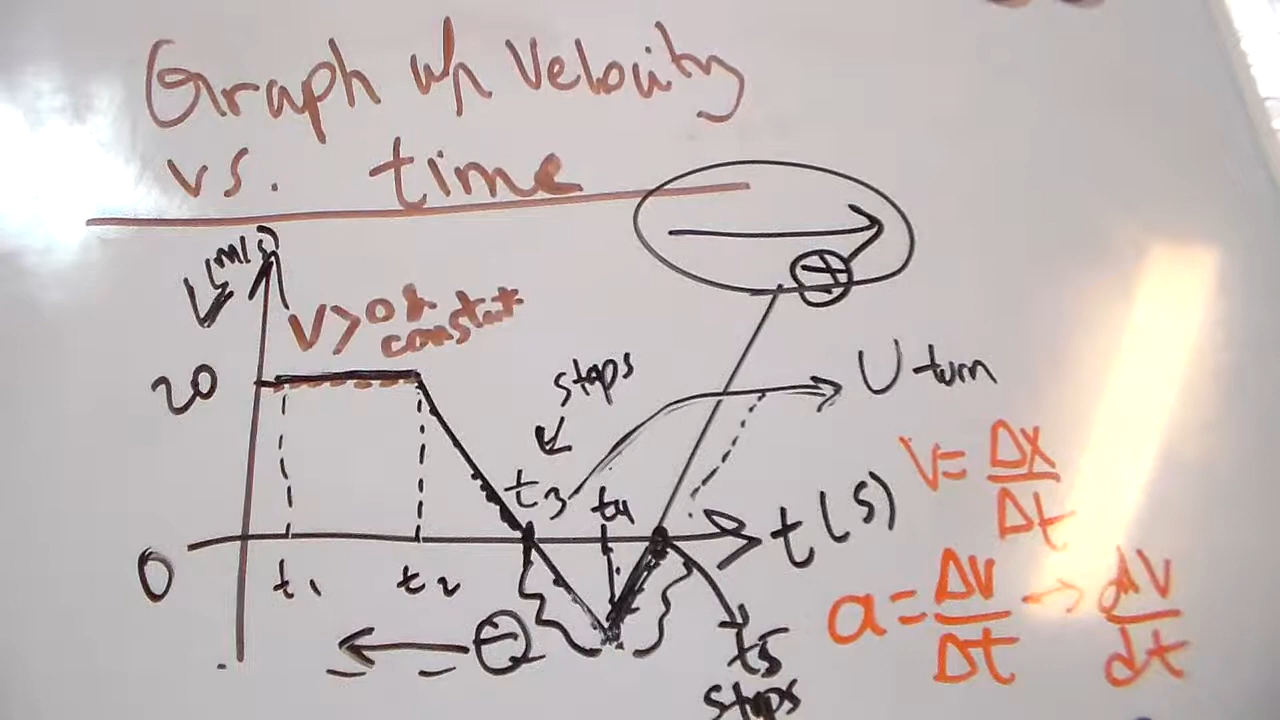 Graph of Velocity
vs. time
V (m/s)
V > 0 &
constant
+
20
stops
U turn
t3
t4
t(s)
V = Δx/Δt
0
t1
t2
a = ΔV/Δt → dV/dt
-
t5
stops